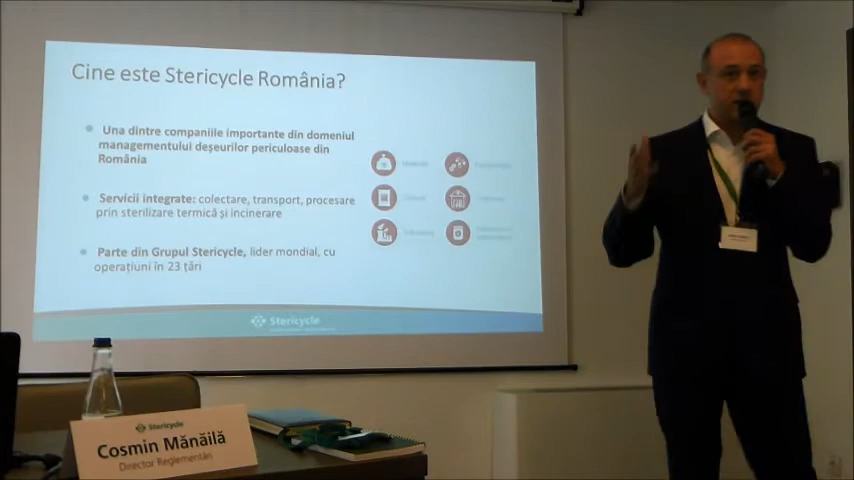 Cine este Stericycle România?
Una dintre companiile importante din domeniul
managementului deșeurilor periculoase din
România
Servicii integrate: colectare, transport, procesare
prin sterilizare termică și incinerare
Parte din Grupul Stericycle, lider mondial, cu
operațiuni în 23 țări
Stericycle
Stericycle
Cosmin Mănăilă
Director Reglementări